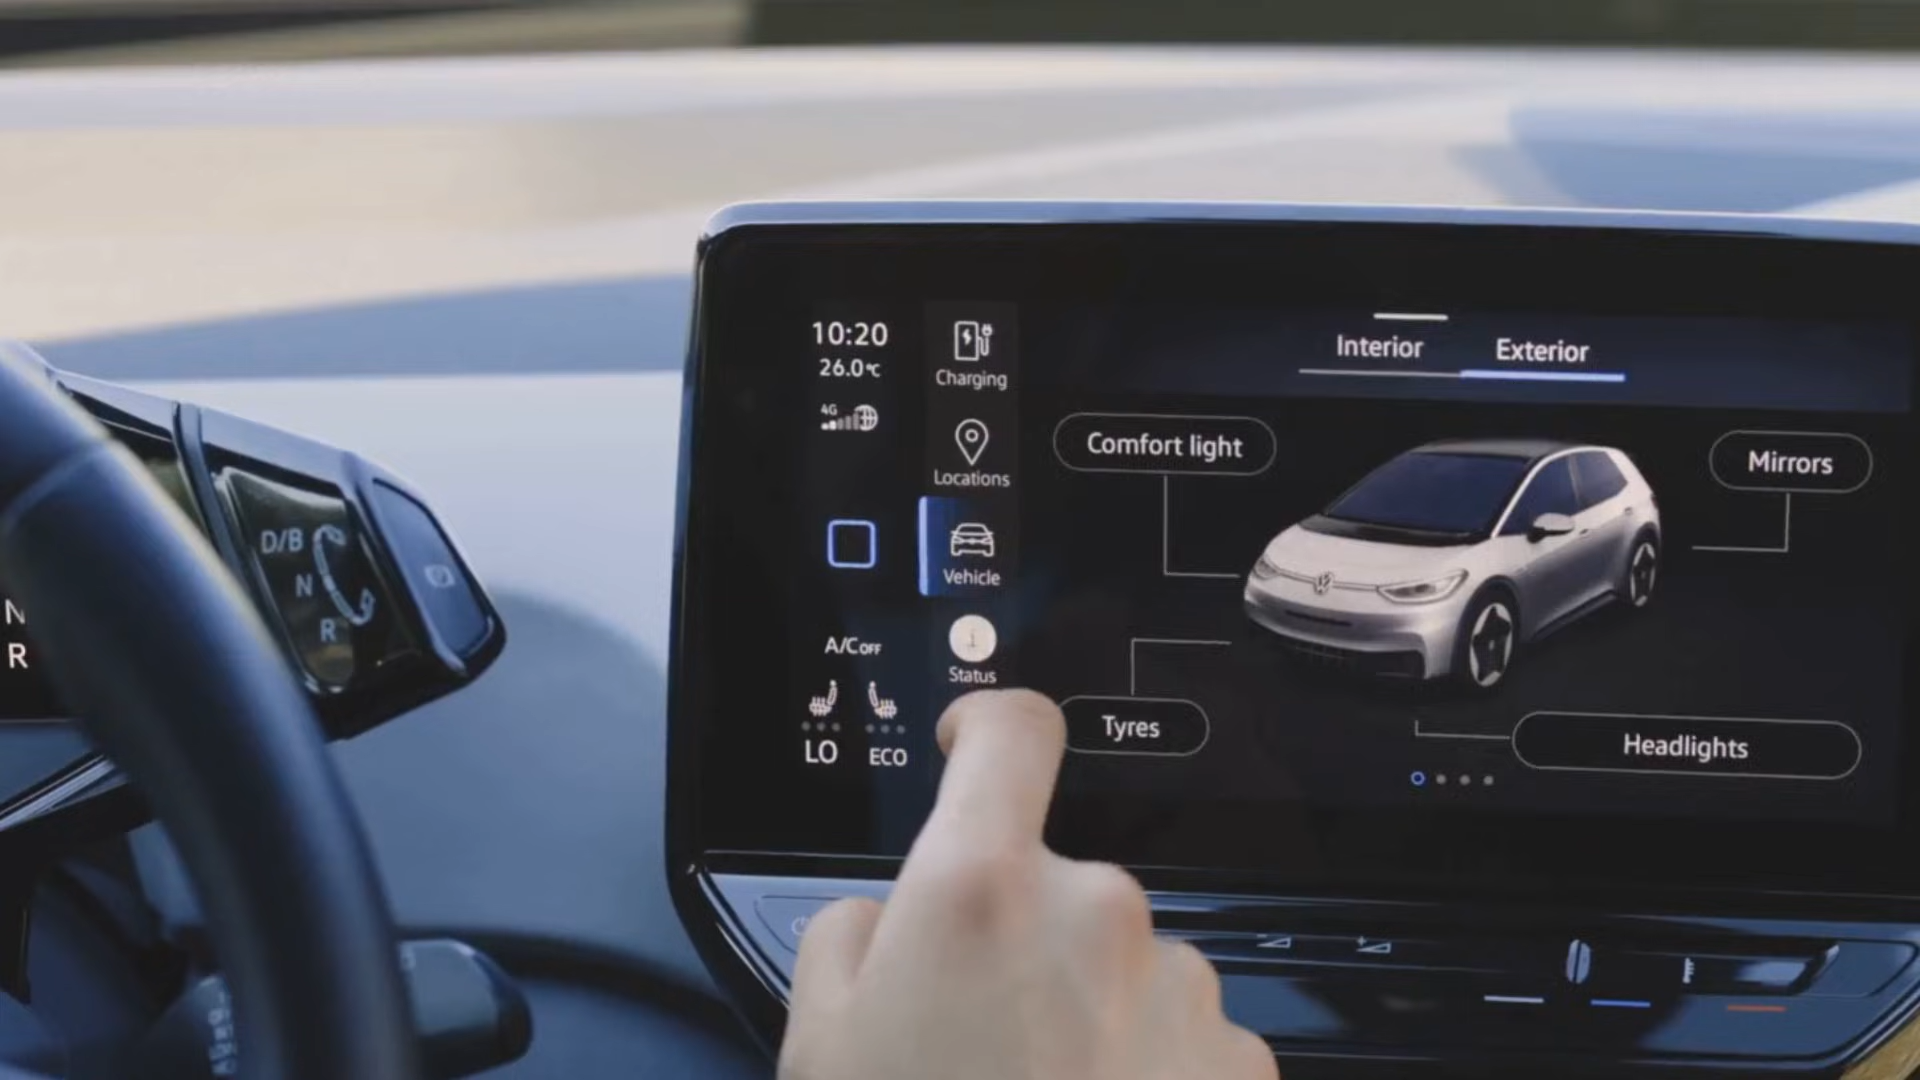 10:20
26.0°C
4G
A/C OFF
LO
ECO
Charging
Locations
Vehicle
Status
Interior
Exterior
Comfort light
Mirrors
Tyres
Headlights
D/B
N
R
N
R